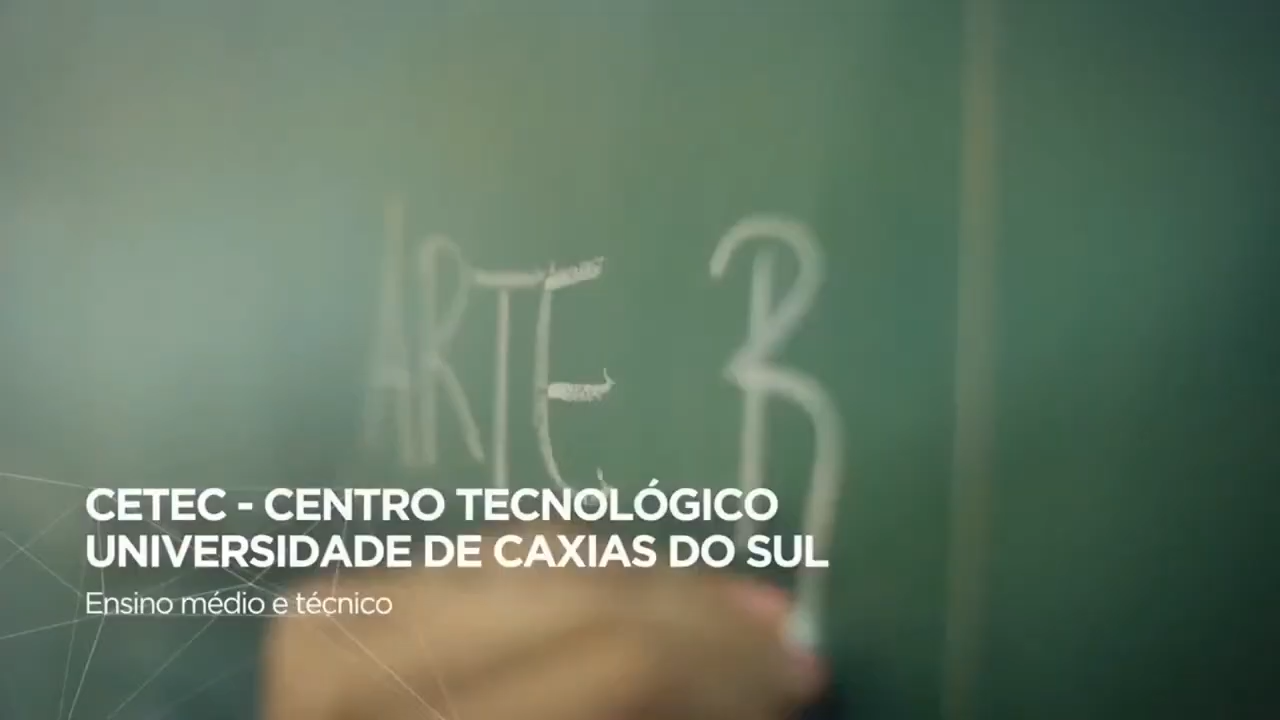 ARTE R
CETEC - CENTRO TECNOLÓGICO
UNIVERSIDADE DE CAXIAS DO SUL
Ensino médio e técnico